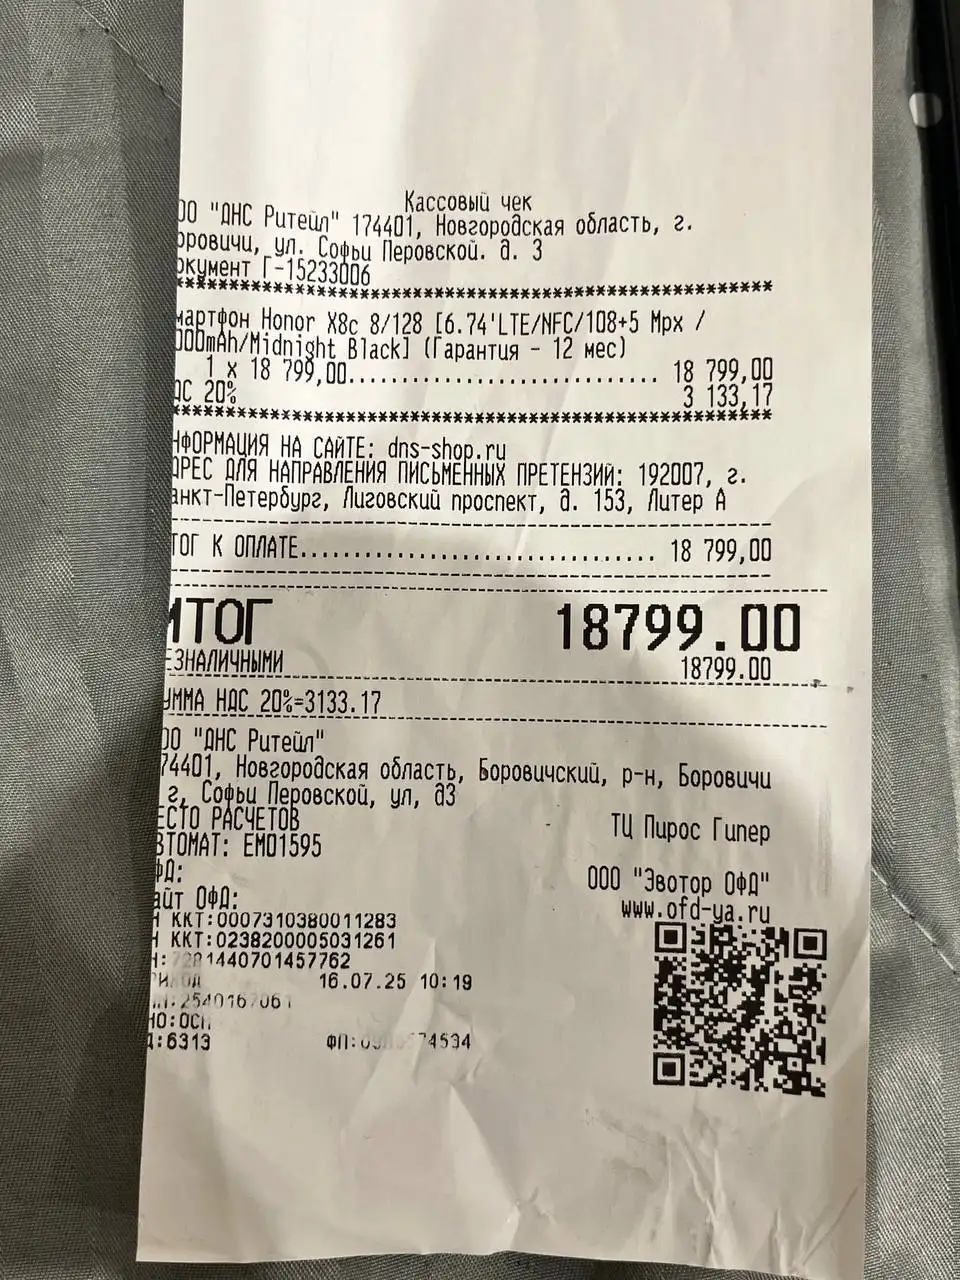 Кассовый чек
ОО "ДНС Ритейл" 174401, Новгородская область, г.
оровичи, ул. Софьи Перовской. д. 3
окумент Г-15233006
************************************************
мартфон Honor X8c 8/128 [6.74'LTE/NFC/108+5 Mpx /
000mAh/Midnight Black] (Гарантия - 12 мес)
1 x 18 799,00............................ 18 799,00
ДС 20% 3 133,17
************************************************
НФОРМАЦИЯ НА САЙТЕ: dns-shop.ru
ДРЕС ДЛЯ НАПРАВЛЕНИЯ ПИСЬМЕННЫХ ПРЕТЕНЗИЙ: 192007, г.
анкт-Петербург, Лиговский проспект, д. 153, Литер А
ТОГ К ОПЛАТЕ................................. 18 799,00
ИТОГ 18799.00
ЕЗНАЛИЧНЫМИ 18799.00
УММА НДС 20%=3133.17
ОО "ДНС Ритейл"
74401, Новгородская область, Боровичский, р-н, Боровичи
г, Софьи Перовской, ул, д3
ЕСТО РАСЧЕТОВ ТЦ Пирос Гипер
ВТОМАТ: ЕМ01595
ФД: ООО "Эвотор ОФД"
айт ОФД: www.ofd-ya.ru
Н ККТ:0007310380011283
Н ККТ:0238200005031261
Н: 7281440701457762
16.07.25 10:19
Д:6313 ФП: